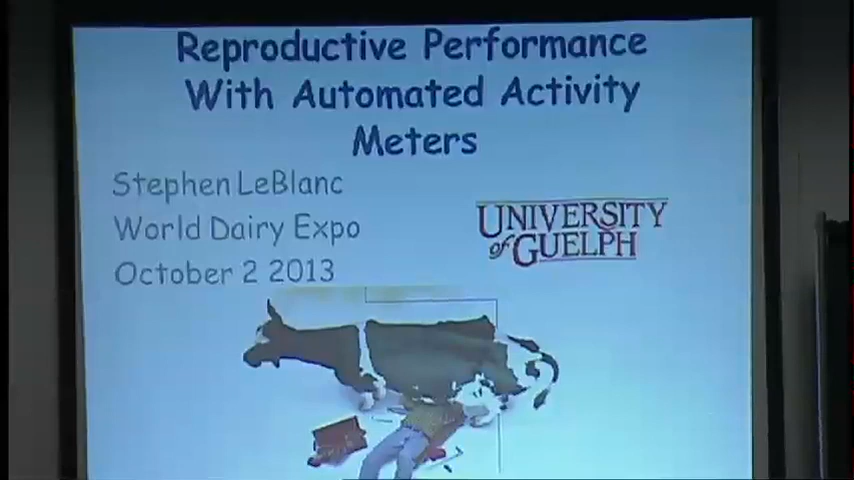 Reproductive Performance
With Automated Activity
Meters
Stephen LeBlanc
World Dairy Expo
October 2 2013
UNIVERSITY
of GUELPH